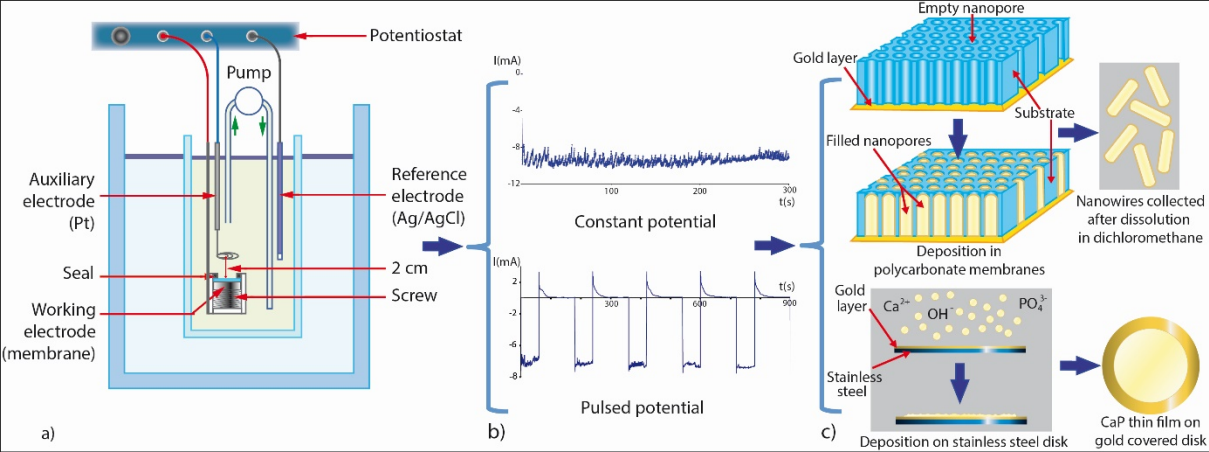 Potentiostat
Pump
Auxiliary
electrode
(Pt)
Reference
electrode
(Ag/AgCl)
Seal
2 cm
Screw
Working
electrode
(membrane)
a)
I(mA)
0
-4
-8
-12
100
200
300
t(s)
Constant potential
I(mA)
t(s)
300
600
900
-2
-4
-6
-8
Pulsed potential
b)
Empty nanopore
Gold layer
Substrate
Filled nanopores
Deposition in
polycarbonate membranes
Nanowires collected
after dissolution
in dichloromethane
Gold
layer
Ca2+
OH-
PO43-
Stainless
steel
Deposition on stainless steel disk
CaP thin film on
gold covered disk
c)